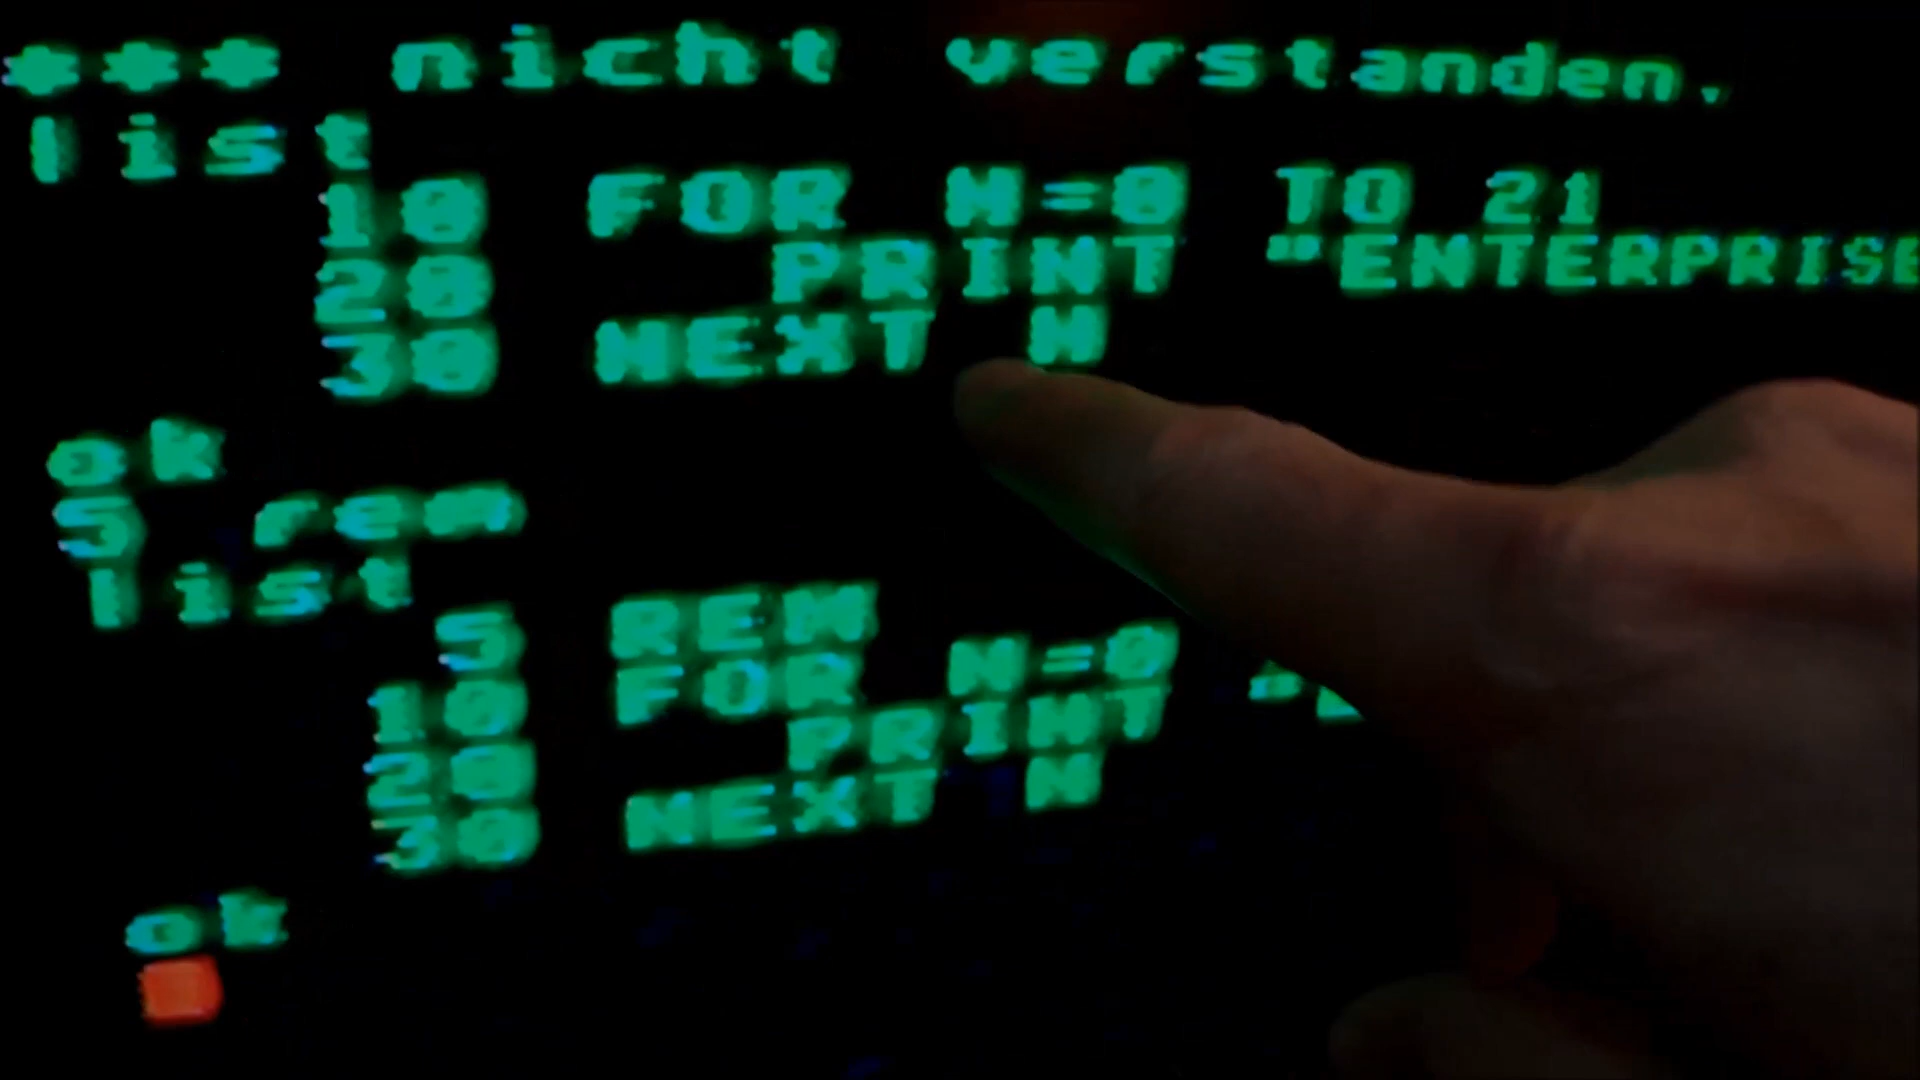 *** nicht verstanden.
list
10 FOR N=0 TO 21
20 PRINT "ENTERPRISE
30 NEXT N
ok
5 rem
list
5 REM
10 FOR N=0
20 PRINT "E
30 NEXT N
ok